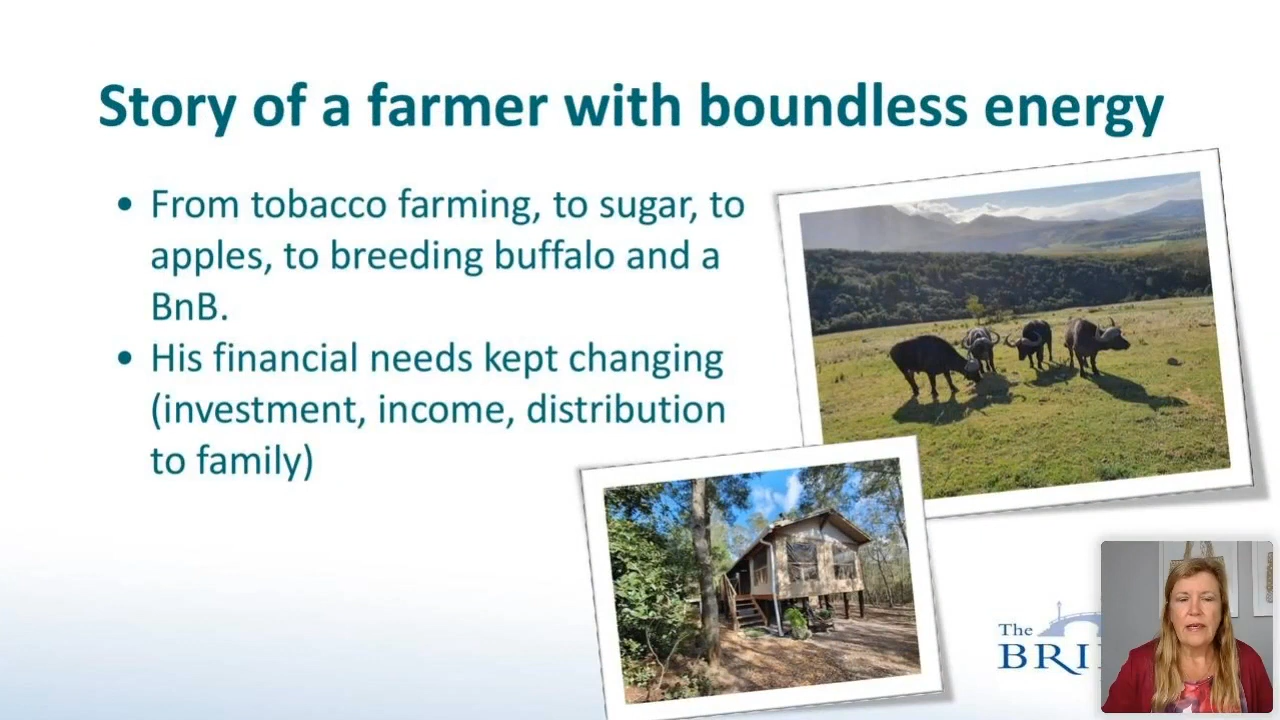 Story of a farmer with boundless energy
• From tobacco farming, to sugar, to
apples, to breeding buffalo and a
BnB.
• His financial needs kept changing
(investment, income, distribution
to family)
The
BRI